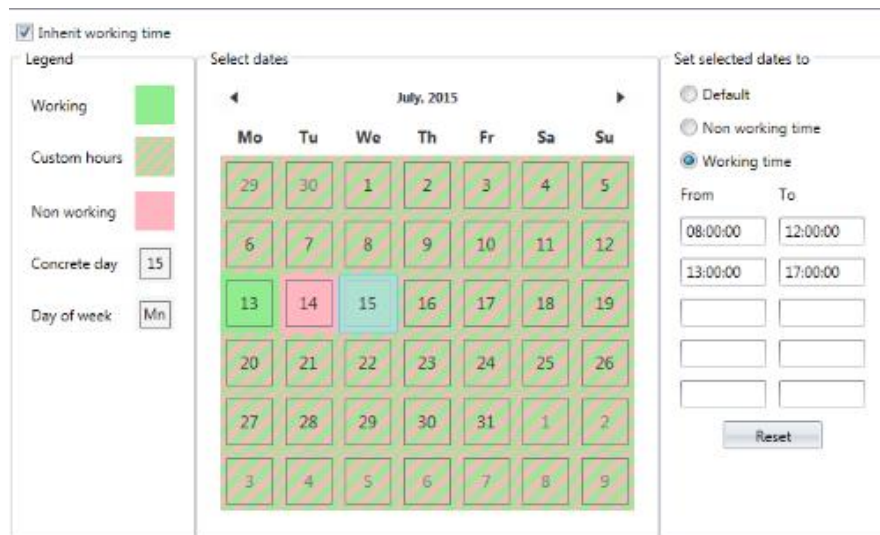 Inherit working time
Legend
Working
Custom hours
Non working
Concrete day 15
Day of week Mn
Select dates
July, 2015
Mo Tu We Th Fr Sa Su
29 30 1 2 3 4 5
6 7 8 9 10 11 12
13 14 15 16 17 18 19
20 21 22 23 24 25 26
27 28 29 30 31 1 2
3 4 5 6 7 8 9
Set selected dates to
Default
Non working time
Working time
From To
08:00:00 12:00:00
13:00:00 17:00:00
Reset